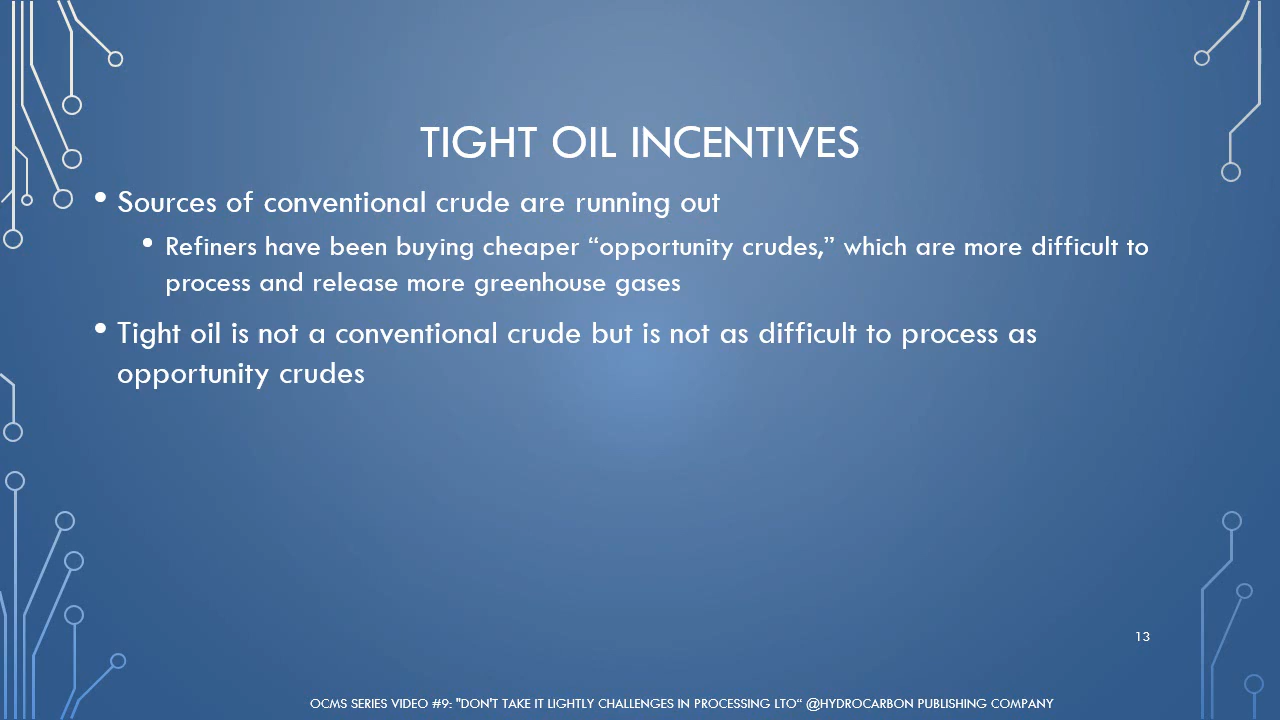 TIGHT OIL INCENTIVES
• Sources of conventional crude are running out
• Refiners have been buying cheaper “opportunity crudes,” which are more difficult to
process and release more greenhouse gases
• Tight oil is not a conventional crude but is not as difficult to process as
opportunity crudes
13
OCMS SERIES VIDEO #9: "DON'T TAKE IT LIGHTLY CHALLENGES IN PROCESSING LTO“ @HYDROCARBON PUBLISHING COMPANY